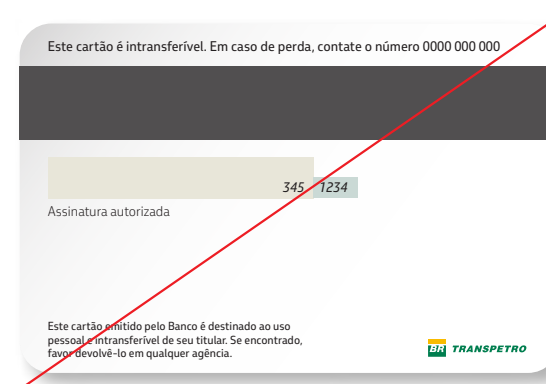 Este cartão é intransferível. Em caso de perda, contate o número 0000 000 000
345 1234
Assinatura autorizada
Este cartão emitido pelo Banco é destinado ao uso
pessoal e intransferível de seu titular. Se encontrado,
favor devolvê-lo em qualquer agência.
BR TRANSPETRO